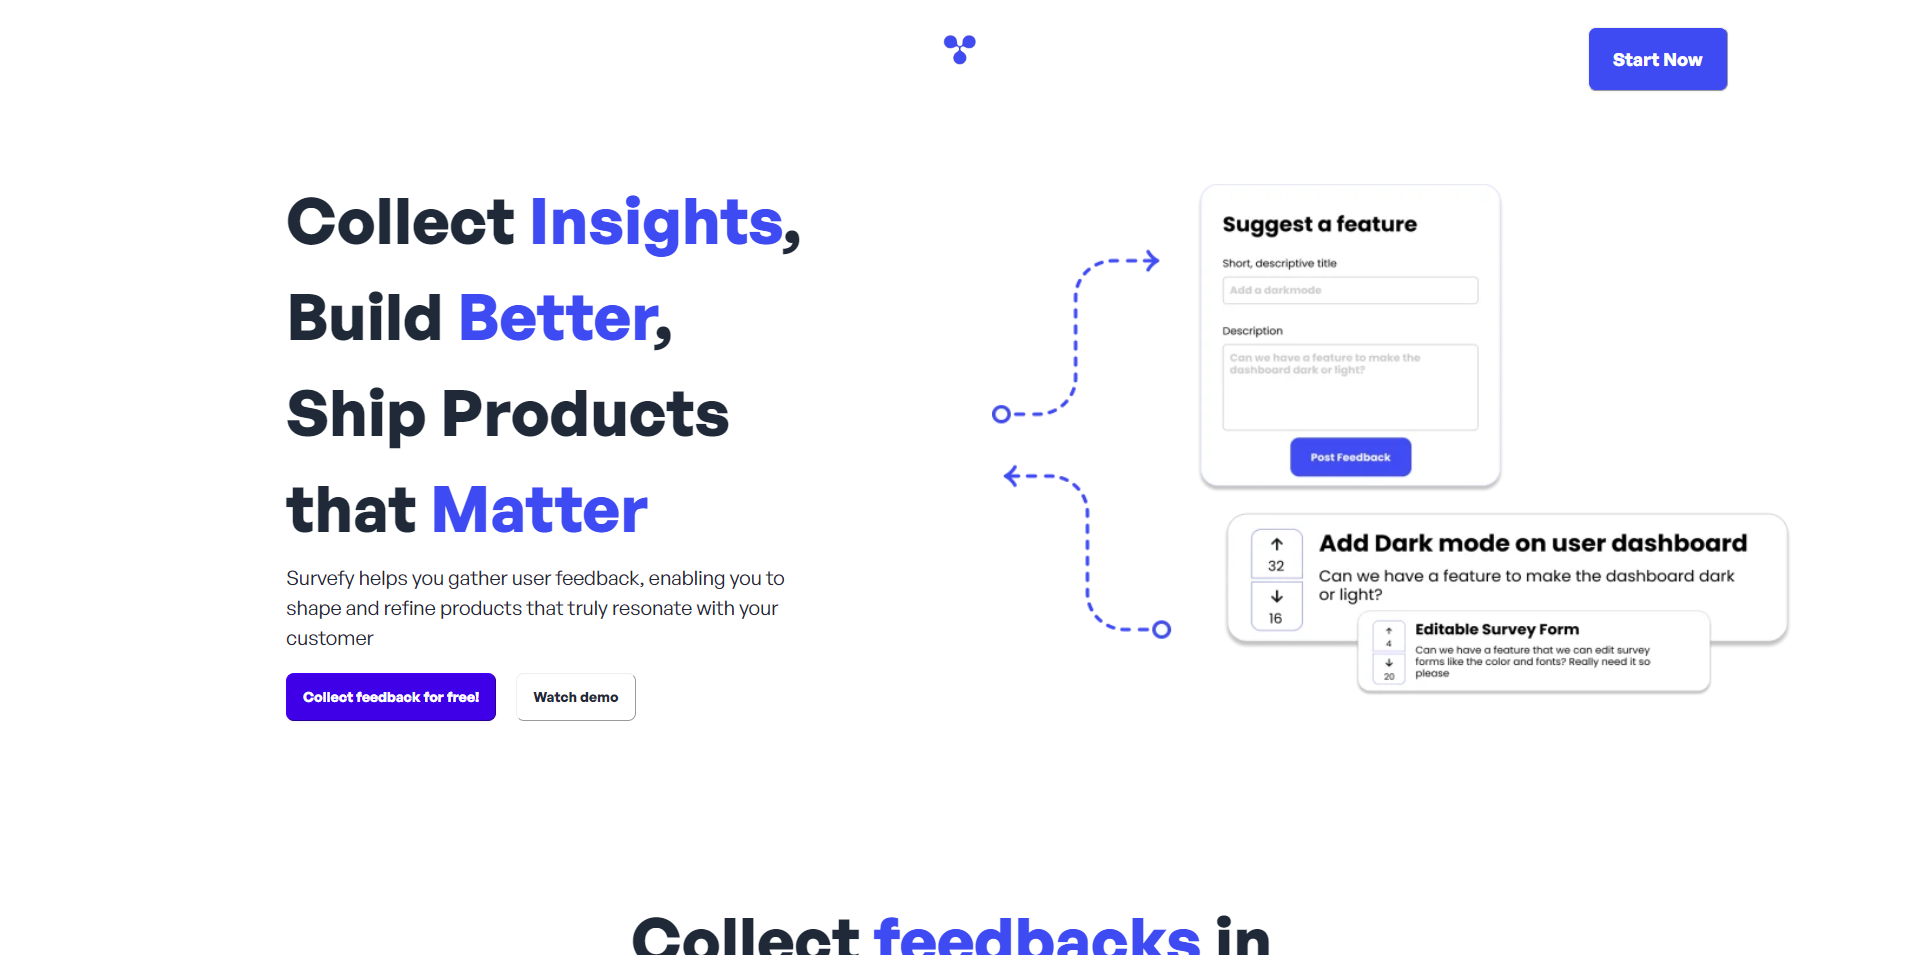 Start Now
Collect Insights,
Build Better,
Ship Products
that Matter
Survefy helps you gather user feedback, enabling you to
shape and refine products that truly resonate with your
customer
Collect feedback for free!
Watch demo
Suggest a feature
Short, descriptive title
Add a darkmode
Description
Can we have a feature to make the
dashboard dark or light?
Post Feedback
32
16
Add Dark mode on user dashboard
Can we have a feature to make the dashboard dark
or light?
4
20
Editable Survey Form
Can we have a feature that we can edit survey
forms like the color and fonts? Really need it so
please
Collect feedbacks in